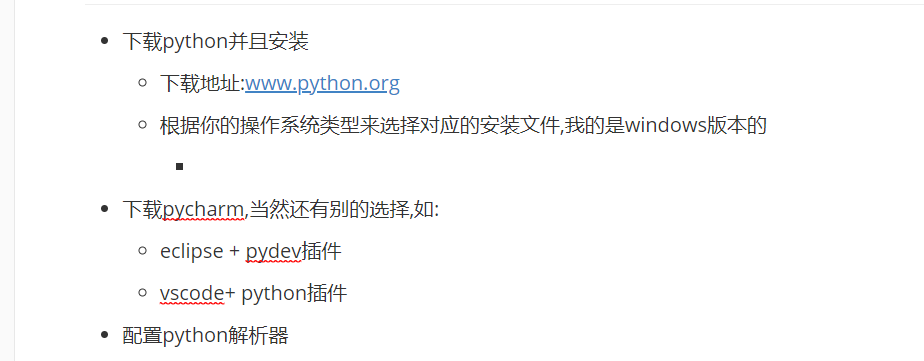 下载python并且安装
下载地址:www.python.org
根据你的操作系统类型来选择对应的安装文件,我的是windows版本的
下载pycharm,当然还有别的选择,如:
eclipse + pydev插件
vscode+ python插件
配置python解析器